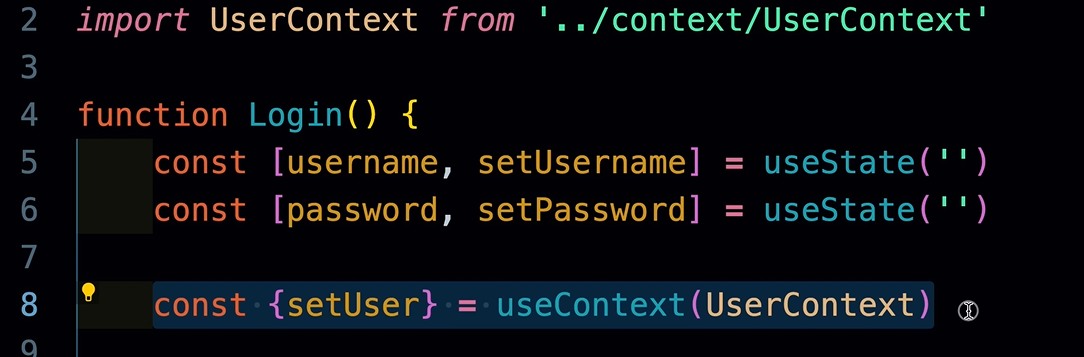 2 import UserContext from '../context/UserContext'
3
4 function Login() {
5 const [username, setUsername] = useState('')
6 const [password, setPassword] = useState('')
7
8 const {setUser} = useContext(UserContext)
9